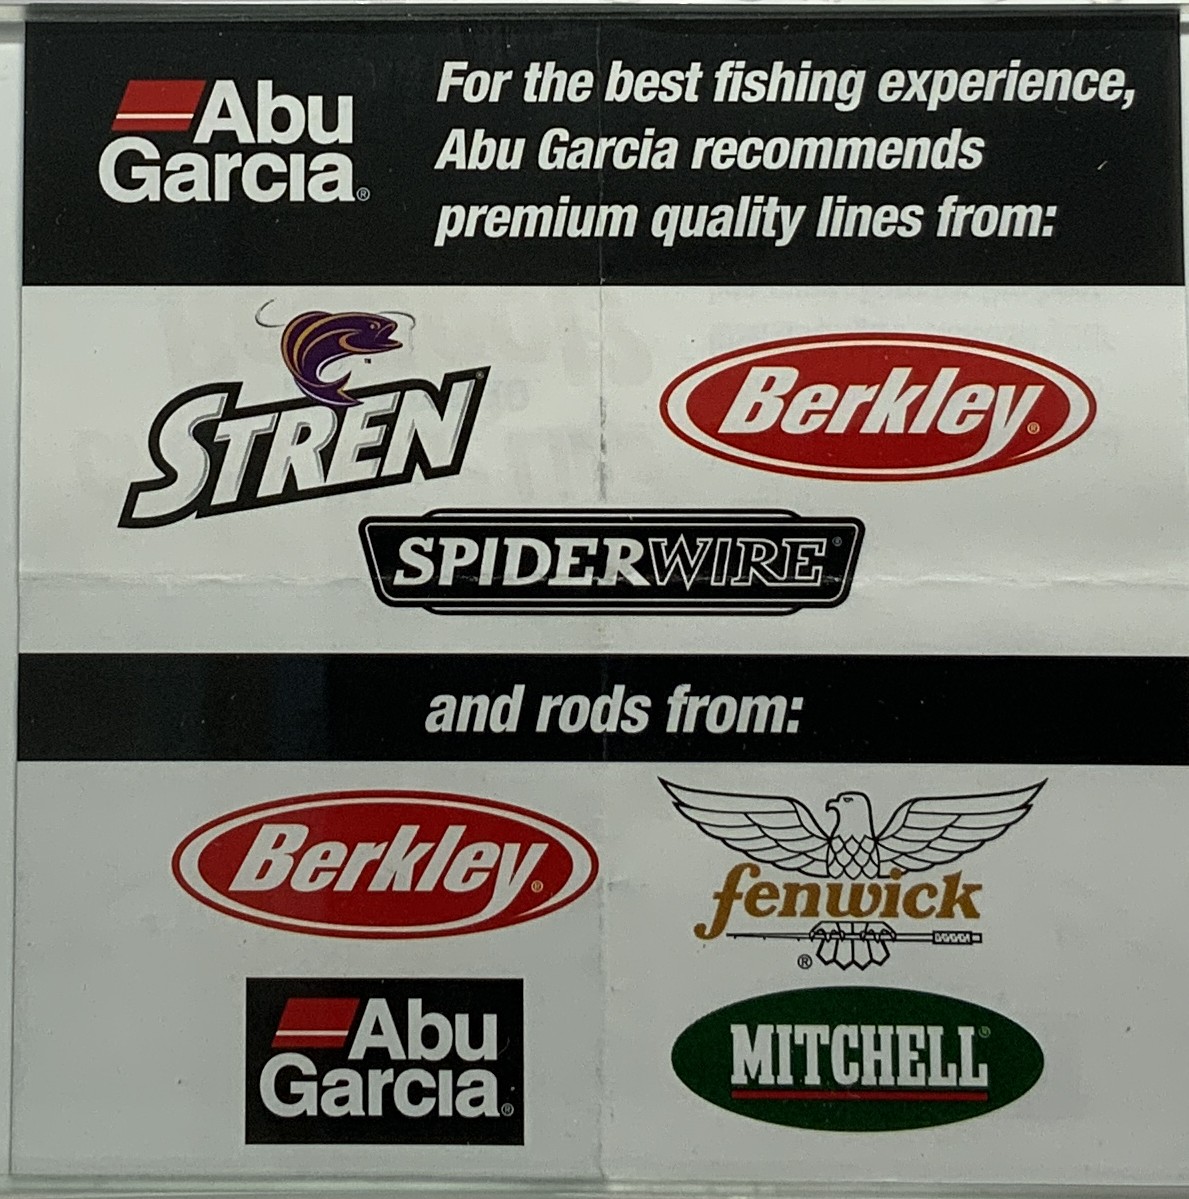 Abu
Garcia®
For the best fishing experience,
Abu Garcia recommends
premium quality lines from:
STREN®
™
Berkley®
SPIDERWIRE®
and rods from:
Berkley®
fenwick
®
Abu
Garcia®
MITCHELL®